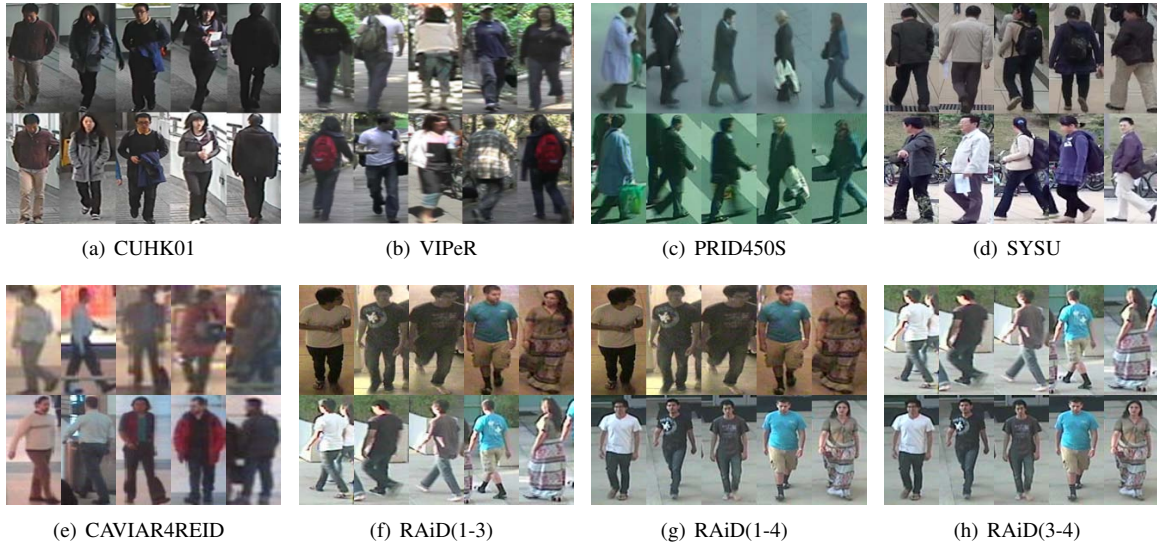 (a) CUHK01
(b) VIPeR
(c) PRID450S
(d) SYSU
(e) CAVIAR4REID
(f) RAiD(1-3)
(g) RAiD(1-4)
(h) RAiD(3-4)